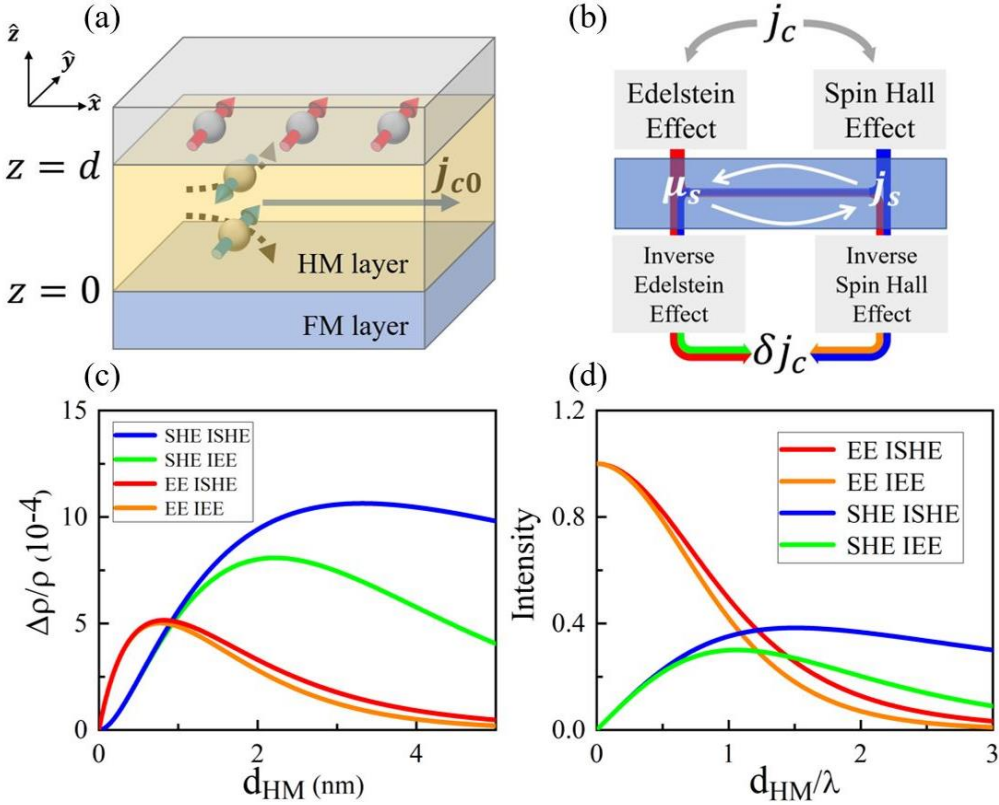 (a)
ẑ
ŷ
x̂
z = d
j_c0
HM layer
z = 0
FM layer
(b)
j_c
Edelstein
Effect
Spin Hall
Effect
μ_s
j_s
Inverse
Edelstein
Effect
Inverse
Spin Hall
Effect
δj_c
(c)
15
10
5
0
Δρ/ρ (10-4)
SHE ISHE
SHE IEE
EE ISHE
EE IEE
0 2 4
d_HM (nm)
(d)
1.2
0.8
0.4
0.0
Intensity
EE ISHE
EE IEE
SHE ISHE
SHE IEE
0 1 2 3
d_HM/λ